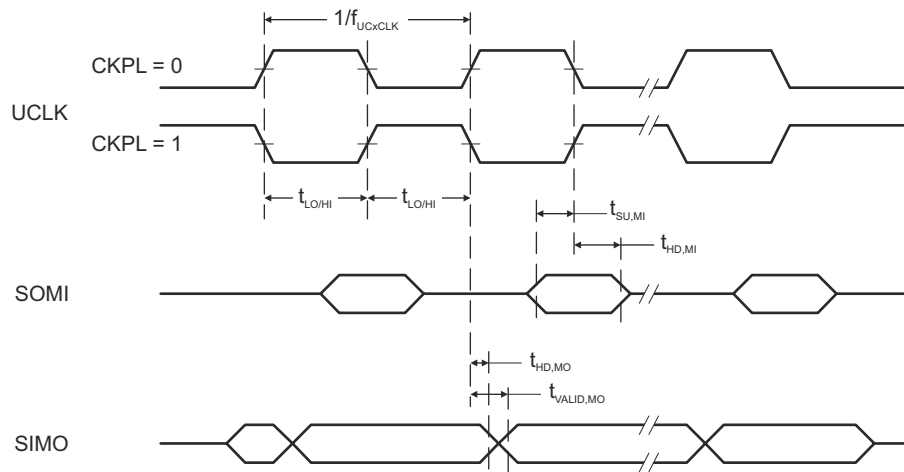 1/fUCxCLK
CKPL = 0
UCLK
CKPL = 1
tLO/HI tLO/HI
tSU,MI
tHD,MI
SOMI
tHD,MO
tVALID,MO
SIMO